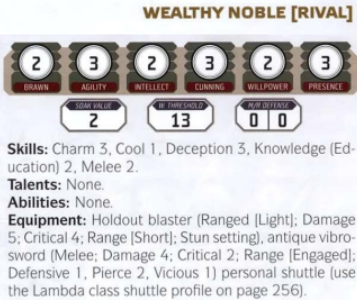 WEALTHY NOBLE [RIVAL]
2 3 2 3 2 3
BRAWN AGILITY INTELLECT CUNNING WILLPOWER PRESENCE
SOAK VALUE W. THRESHOLD M/R DEFENSE
2 13 0 0
Skills: Charm 3, Cool 1, Deception 3, Knowledge (Ed-
ucation) 2, Melee 2.
Talents: None.
Abilities: None.
Equipment: Holdout blaster (Ranged [Light]; Damage
5; Critical 4; Range [Short]; Stun setting), antique vibro-
sword (Melee; Damage 4; Critical 2; Range [Engaged];
Defensive 1, Pierce 2, Vicious 1) personal shuttle (use
the Lambda class shuttle profile on page 256).